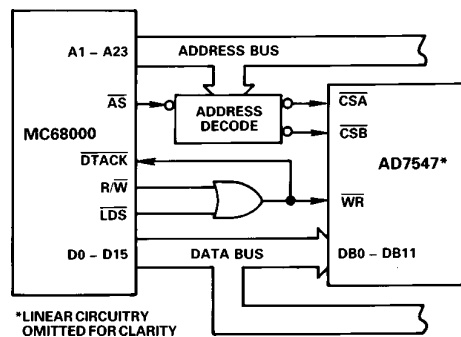 A1 – A23
ADDRESS BUS
AS
ADDRESS
DECODE
CSA
CSB
MC68000
AD7547*
DTACK
R/W
WR
LDS
D0 – D15
DATA BUS
DB0 – DB11
*LINEAR CIRCUITRY
OMITTED FOR CLARITY